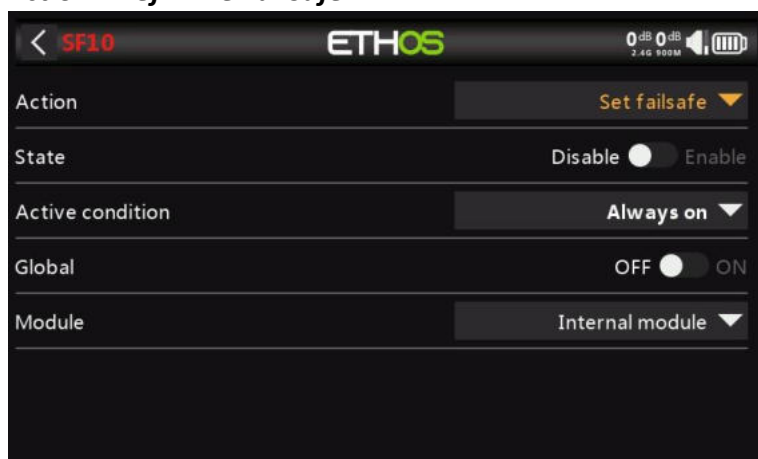 SF10 ETHOS 0dB 0dB
2.4G 900M
Action Set failsafe
State Disable Enable
Active condition Always on
Global OFF ON
Module Internal module